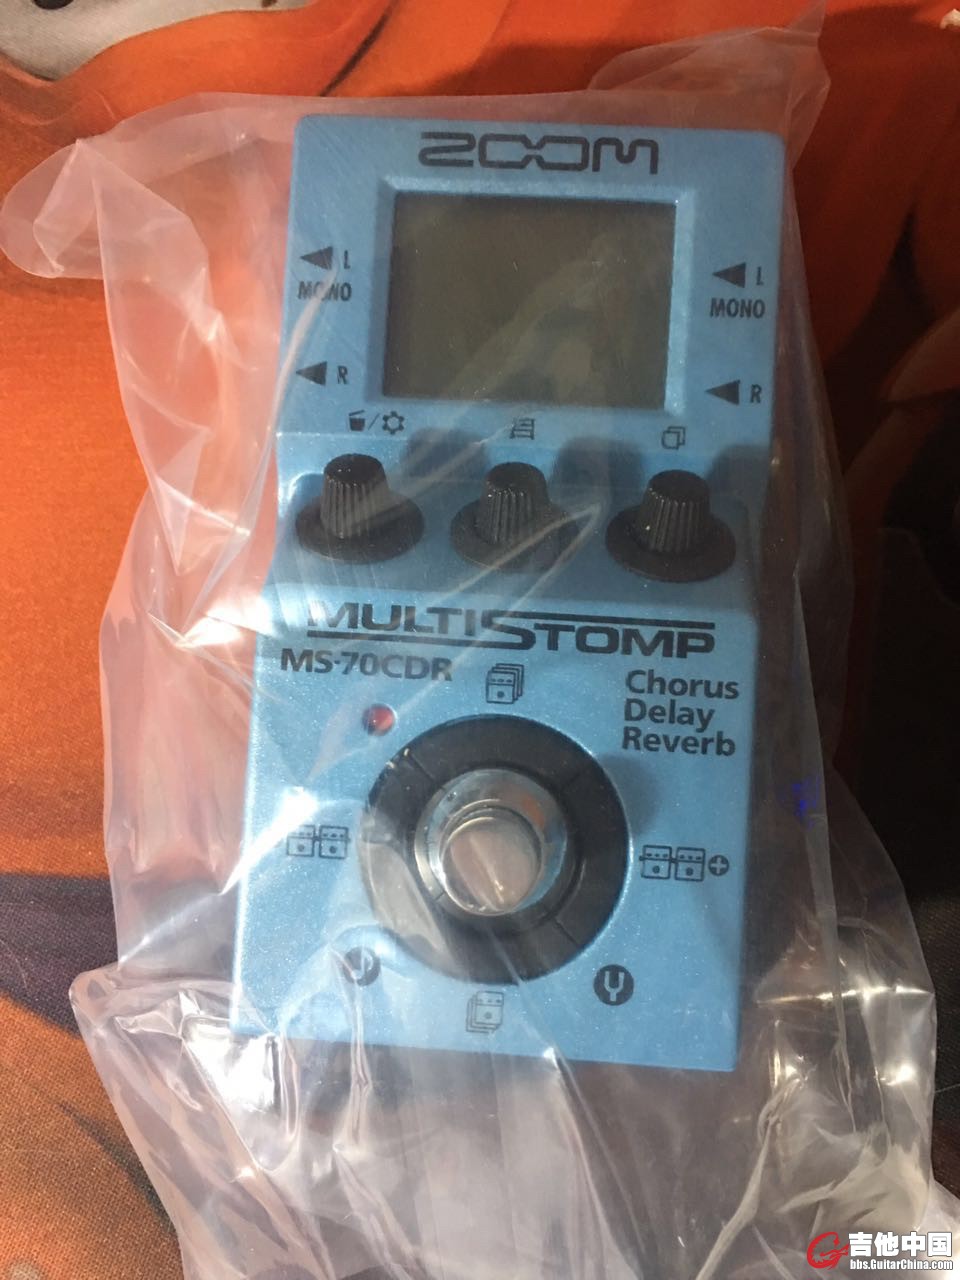 ZOOM
L
MONO
R
L
MONO
R
MULTISTOMP
MS-70CDR
Chorus
Delay
Reverb
吉他中国
bbs.GuitarChina.com